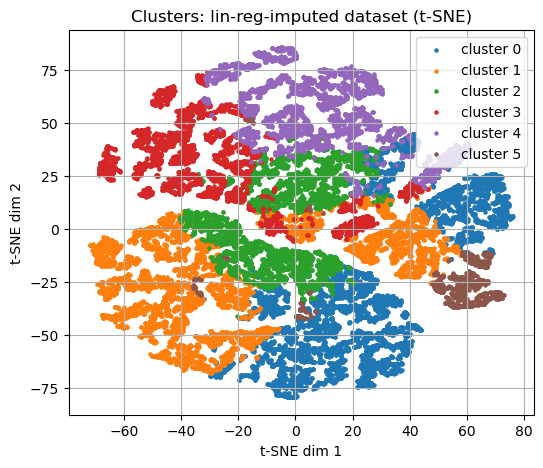 Clusters: lin-reg-imputed dataset (t-SNE)
cluster 0
cluster 1
cluster 2
cluster 3
cluster 4
cluster 5
75
50
25
0
−25
−50
−75
t-SNE dim 2
−60 −40 −20 0 20 40 60 80
t-SNE dim 1